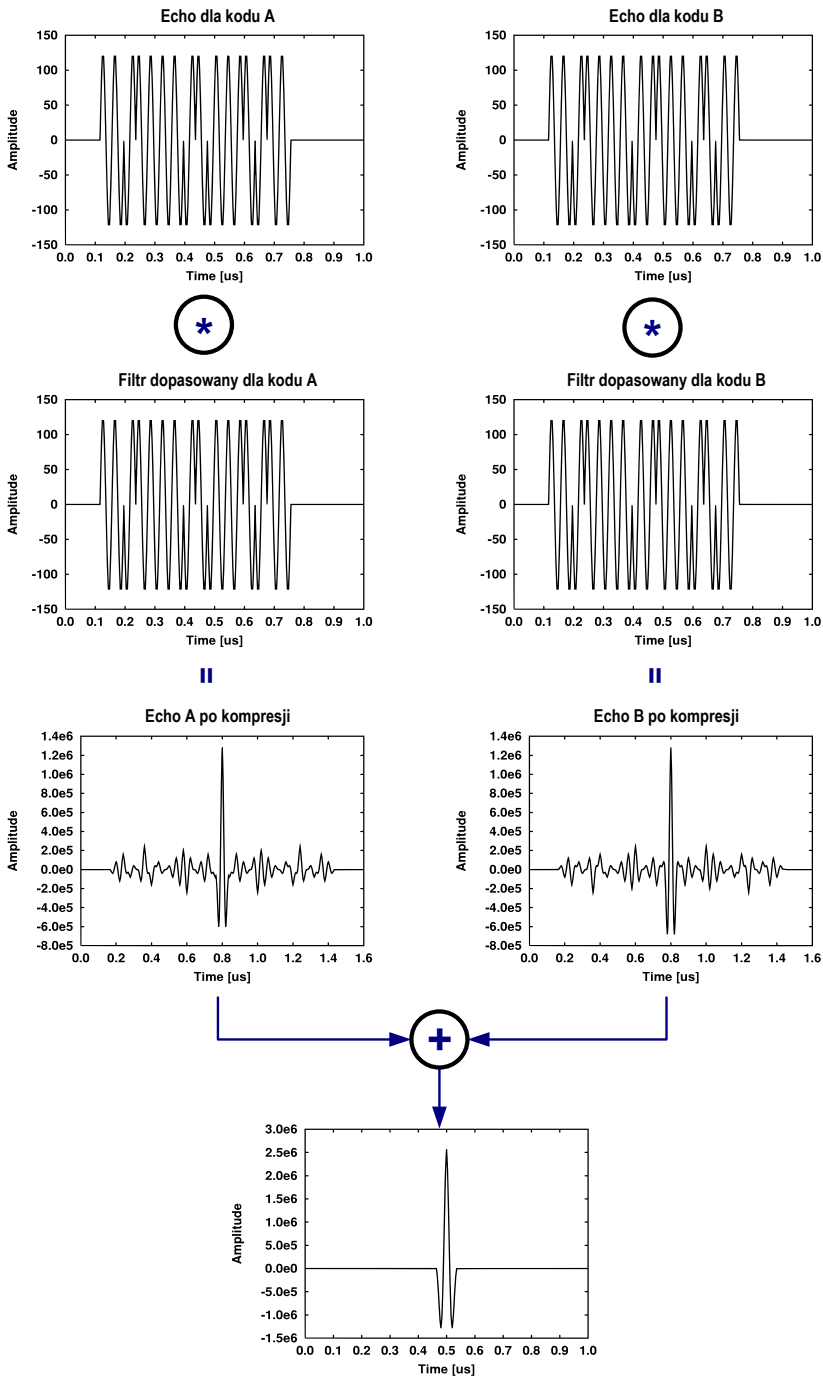 Echo dla kodu A
Echo dla kodu B
150
100
50
0
-50
-100
-150
Amplitude
0.0 0.1 0.2 0.3 0.4 0.5 0.6 0.7 0.8 0.9 1.0
Time [us]
150
100
50
0
-50
-100
-150
Amplitude
0.0 0.1 0.2 0.3 0.4 0.5 0.6 0.7 0.8 0.9 1.0
Time [us]
*
*
Filtr dopasowany dla kodu A
Filtr dopasowany dla kodu B
150
100
50
0
-50
-100
-150
Amplitude
0.0 0.1 0.2 0.3 0.4 0.5 0.6 0.7 0.8 0.9 1.0
Time [us]
150
100
50
0
-50
-100
-150
Amplitude
0.0 0.1 0.2 0.3 0.4 0.5 0.6 0.7 0.8 0.9 1.0
Time [us]
=
=
Echo A po kompresji
Echo B po kompresji
1.4e6
1.2e6
1.0e6
8.0e5
6.0e5
4.0e5
2.0e5
0.0e0
-2.0e5
-4.0e5
-6.0e5
-8.0e5
Amplitude
0.0 0.2 0.4 0.6 0.8 1.0 1.2 1.4 1.6
Time [us]
1.4e6
1.2e6
1.0e6
8.0e5
6.0e5
4.0e5
2.0e5
0.0e0
-2.0e5
-4.0e5
-6.0e5
-8.0e5
Amplitude
0.0 0.2 0.4 0.6 0.8 1.0 1.2 1.4 1.6
Time [us]
+
3.0e6
2.5e6
2.0e6
1.5e6
1.0e6
5.0e5
0.0e0
-5.0e5
-1.0e6
-1.5e6
Amplitude
0.0 0.1 0.2 0.3 0.4 0.5 0.6 0.7 0.8 0.9 1.0
Time [us]